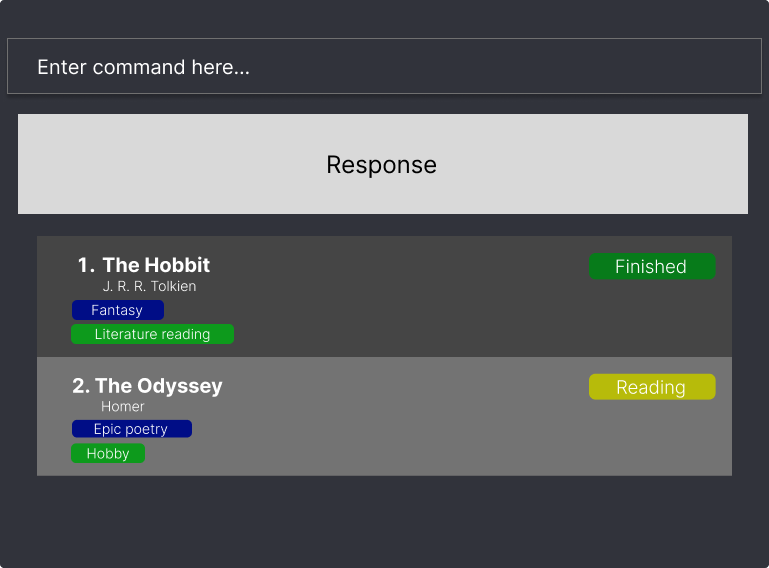 Enter command here...
Response
1. The Hobbit
Finished
J. R. R. Tolkien
Fantasy
Literature reading
2. The Odyssey
Reading
Homer
Epic poetry
Hobby